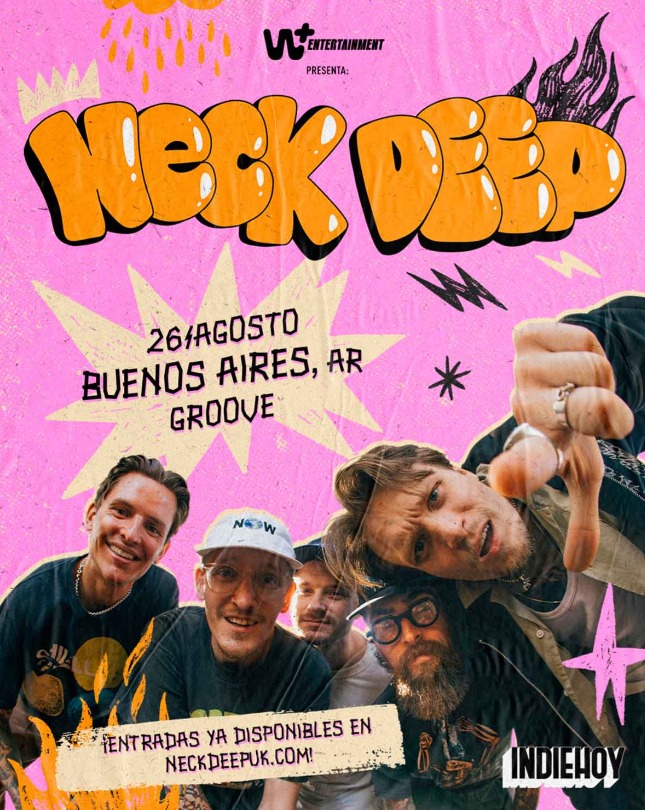 W+ ENTERTAINMENT
PRESENTA:
NECK DEEP
26 AGOSTO
BUENOS AIRES, AR
GROOVE
NOW
¡ENTRADAS YA DISPONIBLES EN
NECKDEEPUK.COM!
INDIEHOY